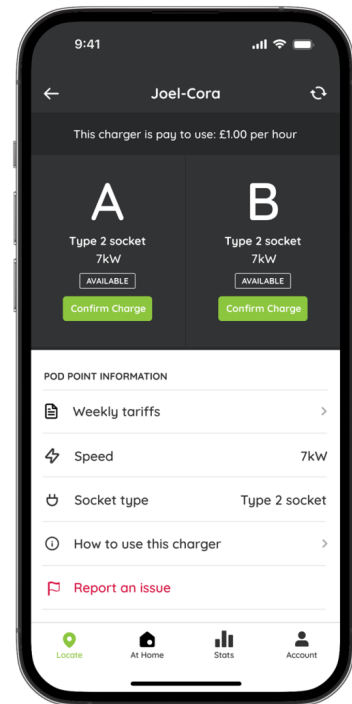 9:41
Joel-Cora
This charger is pay to use: £1.00 per hour
A
Type 2 socket
7kW
AVAILABLE
Confirm Charge
B
Type 2 socket
7kW
AVAILABLE
Confirm Charge
POD POINT INFORMATION
Weekly tariffs
Speed 7kW
Socket type Type 2 socket
How to use this charger
Report an issue
Locate At Home Stats Account